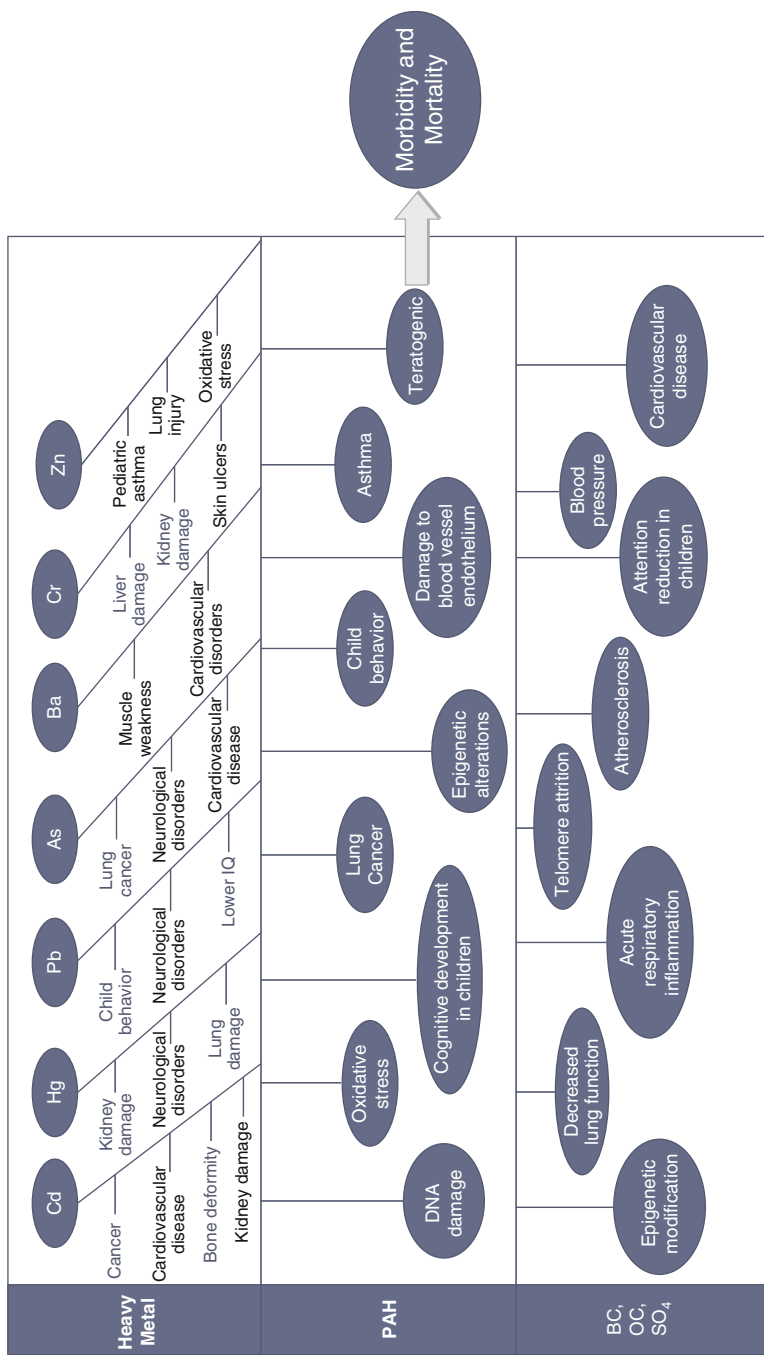 Heavy
Metal
Cd
Cancer
Cardiovascular
disease
Bone deformity
Kidney damage
Hg
Kidney
damage
Neurological
disorders
Lung
damage
Pb
Child
behavior
Neurological
disorders
Lower IQ
As
Lung
cancer
Neurological
disorders
Cardiovascular
disease
Ba
Muscle
weakness
Cardiovascular
disorders
Cr
Liver
damage
Kidney
damage
Skin ulcers
Zn
Pediatric
asthma
Lung
injury
Oxidative
stress
PAH
DNA
damage
Oxidative
stress
Cognitive development
in children
Lung
Cancer
Epigenetic
alterations
Child
behavior
Damage to
blood vessel
endothelium
Asthma
Teratogenic
Morbidity and
Mortality
BC,
OC,
SO₄
Epigenetic
modification
Decreased
lung function
Acute
respiratory
inflammation
Telomere attrition
Atherosclerosis
Attention
reduction in
children
Blood
pressure
Cardiovascular
disease